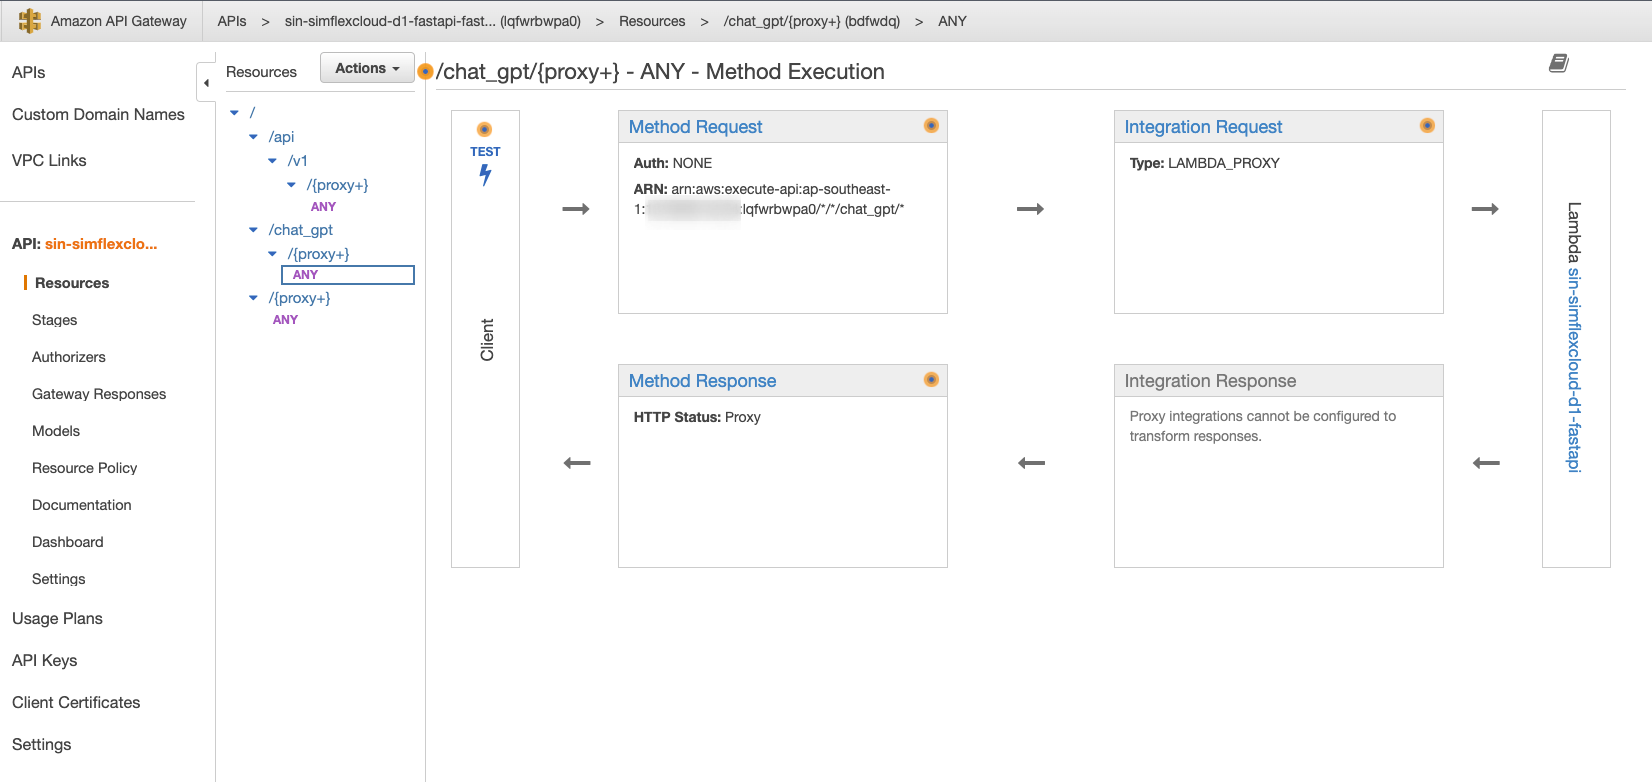 Amazon API Gateway
APIs > sin-simflexcloud-d1-fastapi-fast... (lqfwrbwpa0) > Resources > /chat_gpt/{proxy+} (bdfwdq) > ANY
APIs
Custom Domain Names
VPC Links
API: sin-simflexclo...
Resources
Stages
Authorizers
Gateway Responses
Models
Resource Policy
Documentation
Dashboard
Settings
Usage Plans
API Keys
Client Certificates
Settings
Resources
Actions
/
/api
/v1
/{proxy+}
ANY
/chat_gpt
/{proxy+}
ANY
/{proxy+}
ANY
/chat_gpt/{proxy+} - ANY - Method Execution
TEST
Client
Method Request
Auth: NONE
ARN: arn:aws:execute-api:ap-southeast-
1: :lqfwrbwpa0/*/*/chat_gpt/*
Integration Request
Type: LAMBDA_PROXY
Lambda sin-simflexcloud-d1-fastapi
Method Response
HTTP Status: Proxy
Integration Response
Proxy integrations cannot be configured to
transform responses.